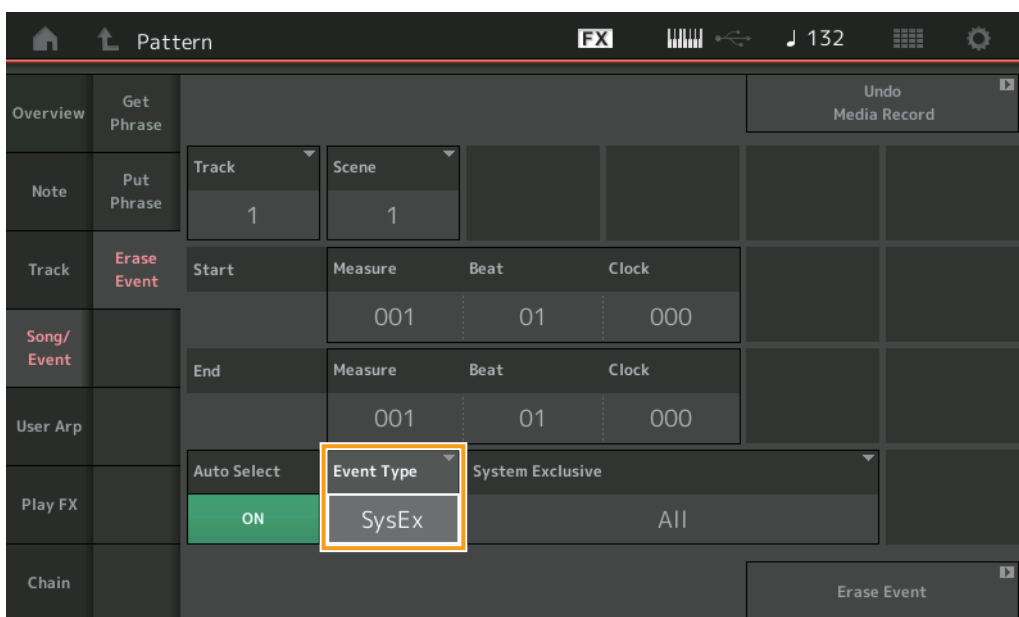 Pattern
FX
♩ 132
Overview
Get
Phrase
Undo
Media Record
Note
Put
Phrase
Track
Scene
1
1
Track
Erase
Event
Start
Measure
Beat
Clock
001
01
000
Song/
Event
End
Measure
Beat
Clock
001
01
000
User Arp
Auto Select
Event Type
System Exclusive
Play FX
ON
SysEx
All
Chain
Erase Event